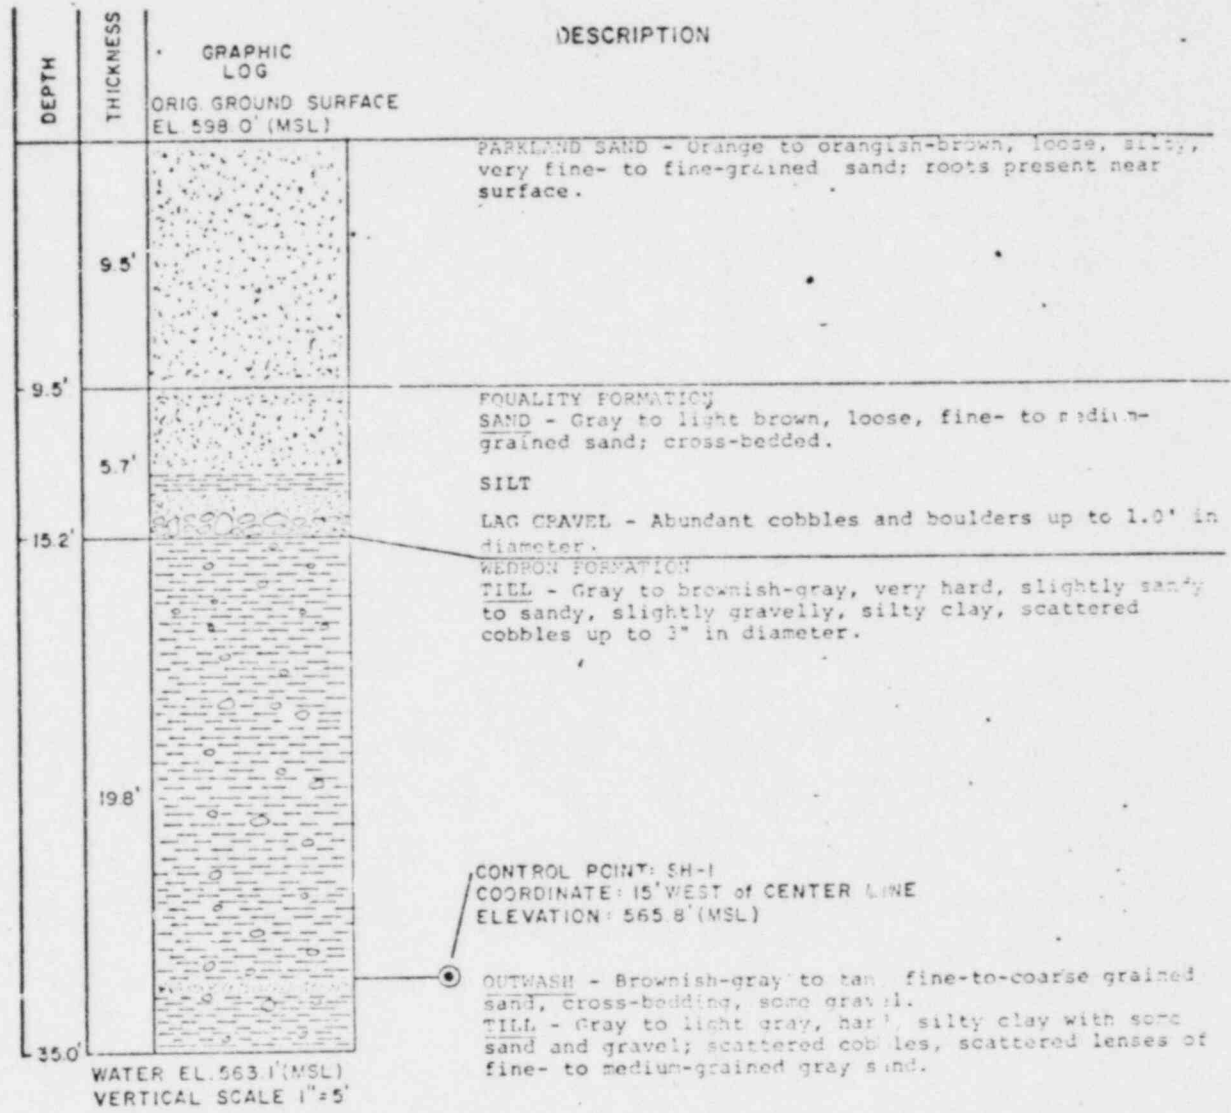 DEPTH
THICKNESS
GRAPHIC
LOG
ORIG. GROUND SURFACE
EL. 598.0' (MSL)
DESCRIPTION
PARKLAND SAND - Orange to orangish-brown, loose, silty,
very fine- to fine-grained sand; roots present near
surface.
9.5'
9.5'
EQUALITY FORMATION
SAND - Gray to light brown, loose, fine- to medium-
grained sand; cross-bedded.
5.7'
SILT
LAG GRAVEL - Abundant cobbles and boulders up to 1.0' in
diameter.
15.2'
WEDRON FORMATION
TILL - Gray to brownish-gray, very hard, slightly sandy
to sandy, slightly gravelly, silty clay, scattered
cobbles up to 3" in diameter.
19.8'
CONTROL POINT: SH-1
COORDINATE: 15' WEST of CENTER LINE
ELEVATION: 565.8' (MSL)
OUTWASH - Brownish-gray to tan fine-to-coarse grained
sand, cross-bedding, some gravel.
TILL - Gray to light gray, hard, silty clay with some
sand and gravel; scattered cobbles, scattered lenses of
fine- to medium-grained gray sand.
35.0'
WATER EL. 563.1' (MSL)
VERTICAL SCALE 1"=5'